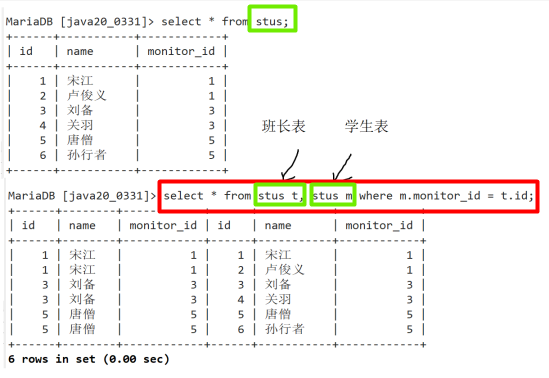 MariaDB [java20_0331]> select * from stus;
+------+-----------+------------+
| id | name | monitor_id |
+------+-----------+------------+
| 1 | 宋江 | 1 |
| 2 | 卢俊义 | 1 |
| 3 | 刘备 | 3 |
| 4 | 关羽 | 3 |
| 5 | 唐僧 | 5 |
| 6 | 孙行者 | 5 |
+------+-----------+------------+
班长表 学生表
MariaDB [java20_0331]> select * from stus t, stus m where m.monitor_id = t.id;
+------+--------+------------+------+-----------+------------+
| id | name | monitor_id | id | name | monitor_id |
+------+--------+------------+------+-----------+------------+
| 1 | 宋江 | 1 | 1 | 宋江 | 1 |
| 1 | 宋江 | 1 | 2 | 卢俊义 | 1 |
| 3 | 刘备 | 3 | 3 | 刘备 | 3 |
| 3 | 刘备 | 3 | 4 | 关羽 | 3 |
| 5 | 唐僧 | 5 | 5 | 唐僧 | 5 |
| 5 | 唐僧 | 5 | 6 | 孙行者 | 5 |
+------+--------+------------+------+-----------+------------+
6 rows in set (0.00 sec)